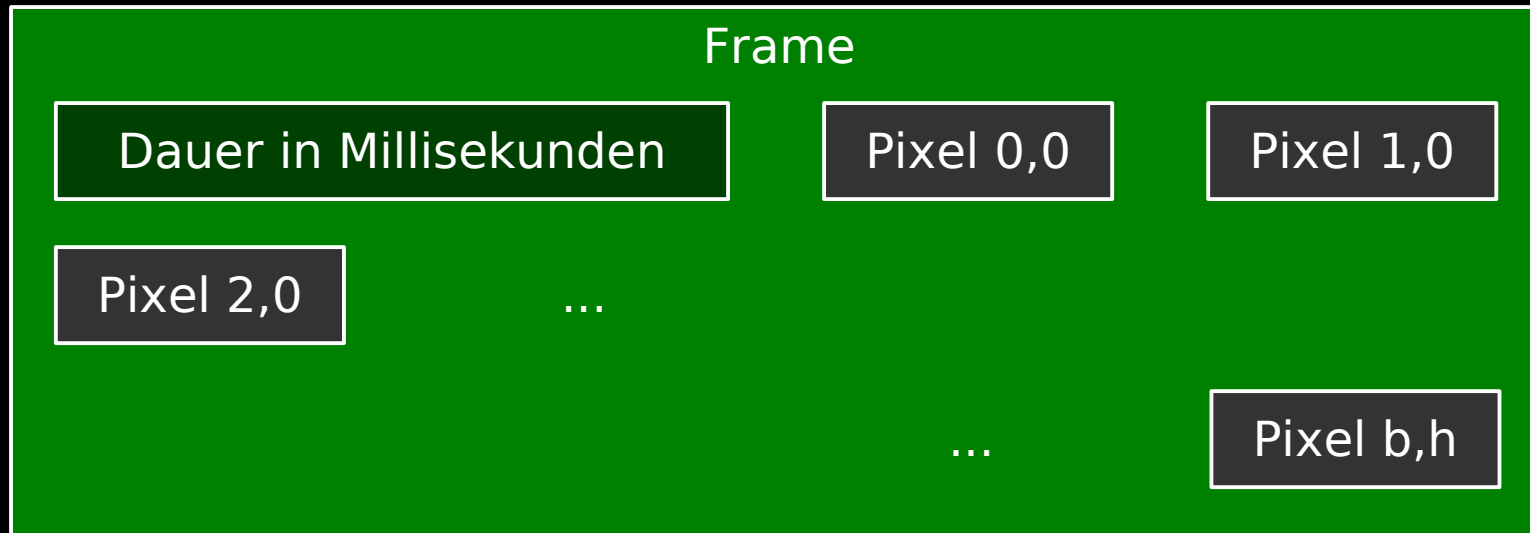 Frame
Dauer in Millisekunden Pixel 0,0 Pixel 1,0
Pixel 2,0 ...
... Pixel b,h